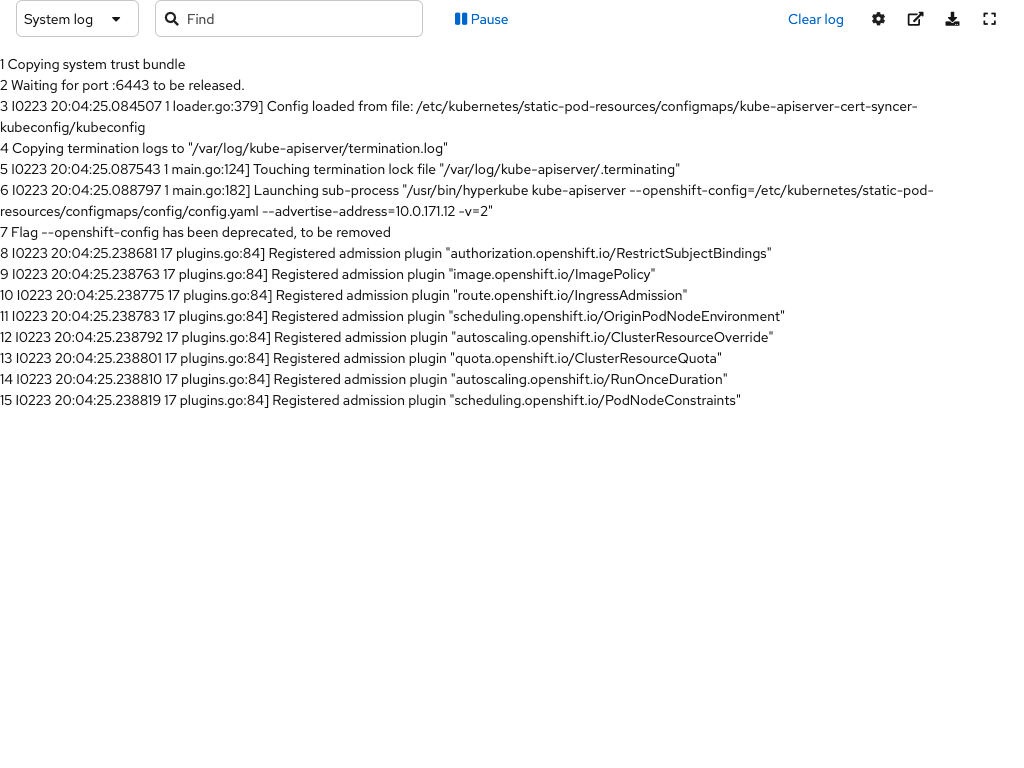 System log
Find
Pause
Clear log
1 Copying system trust bundle
2 Waiting for port :6443 to be released.
3 I0223 20:04:25.084507 1 loader.go:379] Config loaded from file: /etc/kubernetes/static-pod-resources/configmaps/kube-apiserver-cert-syncer-
kubeconfig/kubeconfig
4 Copying termination logs to "/var/log/kube-apiserver/termination.log"
5 I0223 20:04:25.087543 1 main.go:124] Touching termination lock file "/var/log/kube-apiserver/.terminating"
6 I0223 20:04:25.088797 1 main.go:182] Launching sub-process "/usr/bin/hyperkube kube-apiserver --openshift-config=/etc/kubernetes/static-pod-
resources/configmaps/config/config.yaml --advertise-address=10.0.171.12 -v=2"
7 Flag --openshift-config has been deprecated, to be removed
8 I0223 20:04:25.238681 17 plugins.go:84] Registered admission plugin "authorization.openshift.io/RestrictSubjectBindings"
9 I0223 20:04:25.238763 17 plugins.go:84] Registered admission plugin "image.openshift.io/ImagePolicy"
10 I0223 20:04:25.238775 17 plugins.go:84] Registered admission plugin "route.openshift.io/IngressAdmission"
11 I0223 20:04:25.238783 17 plugins.go:84] Registered admission plugin "scheduling.openshift.io/OriginPodNodeEnvironment"
12 I0223 20:04:25.238792 17 plugins.go:84] Registered admission plugin "autoscaling.openshift.io/ClusterResourceOverride"
13 I0223 20:04:25.238801 17 plugins.go:84] Registered admission plugin "quota.openshift.io/ClusterResourceQuota"
14 I0223 20:04:25.238810 17 plugins.go:84] Registered admission plugin "autoscaling.openshift.io/RunOnceDuration"
15 I0223 20:04:25.238819 17 plugins.go:84] Registered admission plugin "scheduling.openshift.io/PodNodeConstraints"